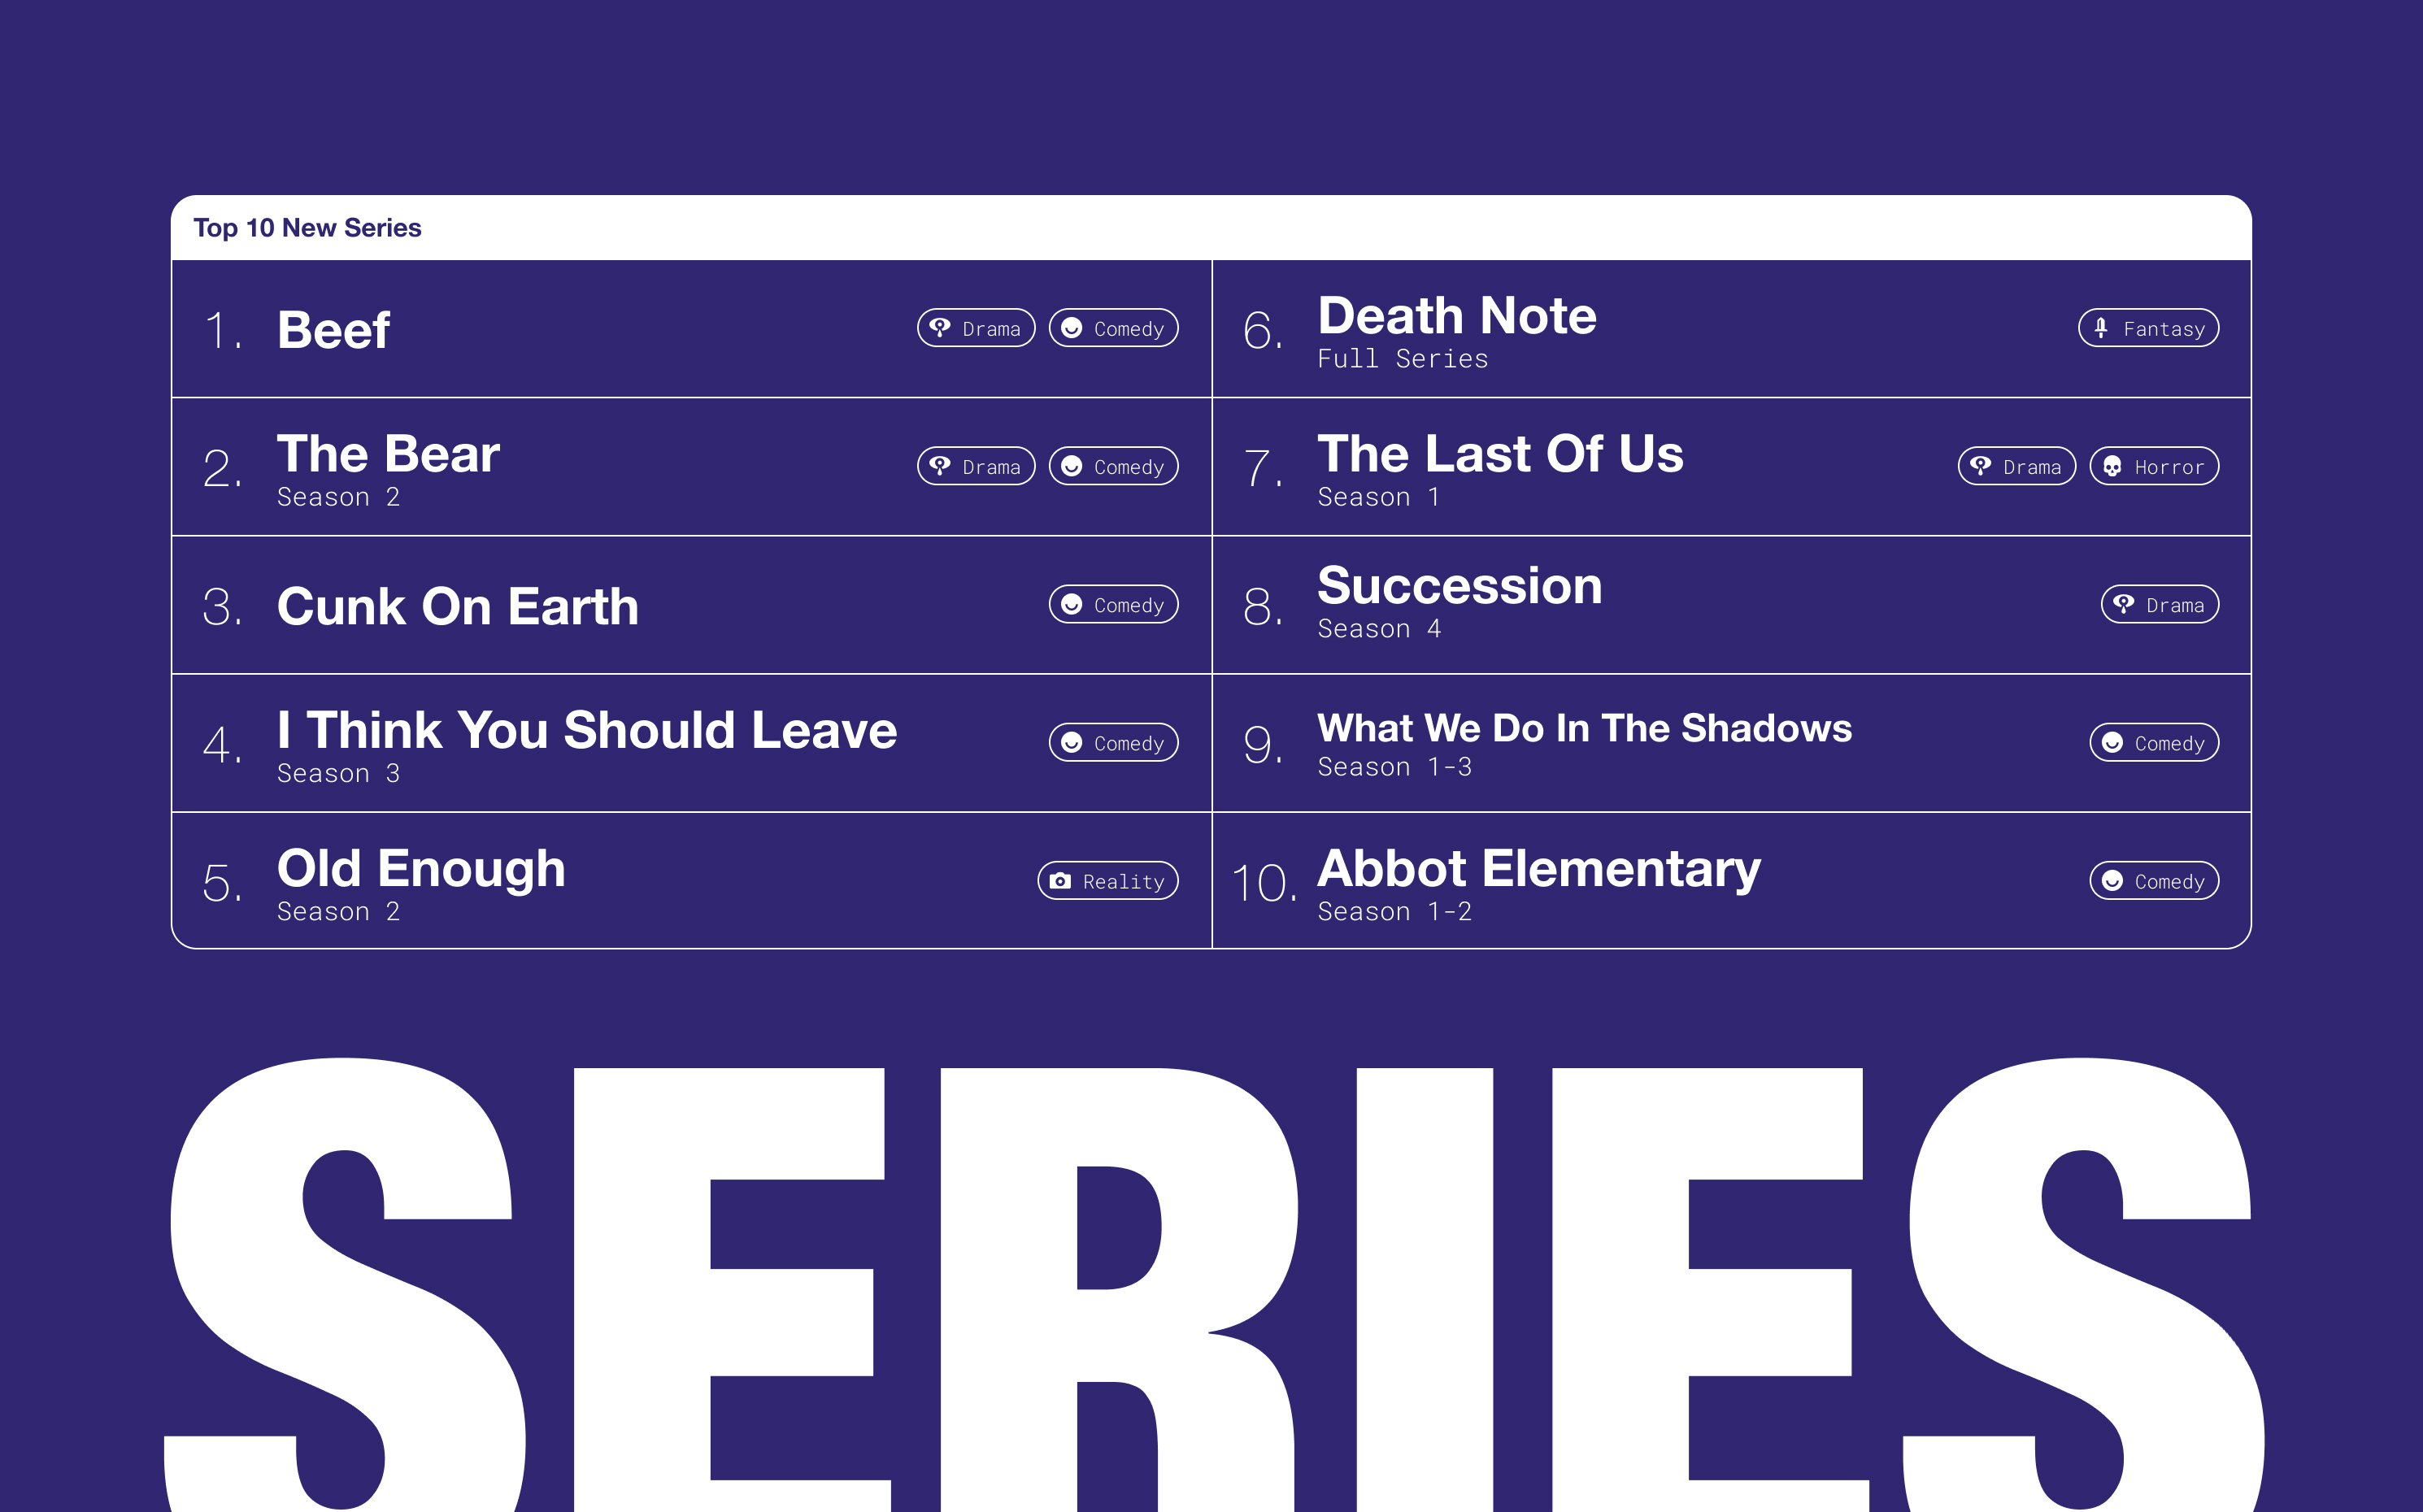 Top 10 New Series
1. Beef Drama Comedy
2. The Bear Drama Comedy
Season 2
3. Cunk On Earth Comedy
4. I Think You Should Leave Comedy
Season 3
5. Old Enough Reality
Season 2
6. Death Note Fantasy
Full Series
7. The Last Of Us Drama Horror
Season 1
8. Succession Drama
Season 4
9. What We Do In The Shadows Comedy
Season 1-3
10. Abbot Elementary Comedy
Season 1-2
SERIES